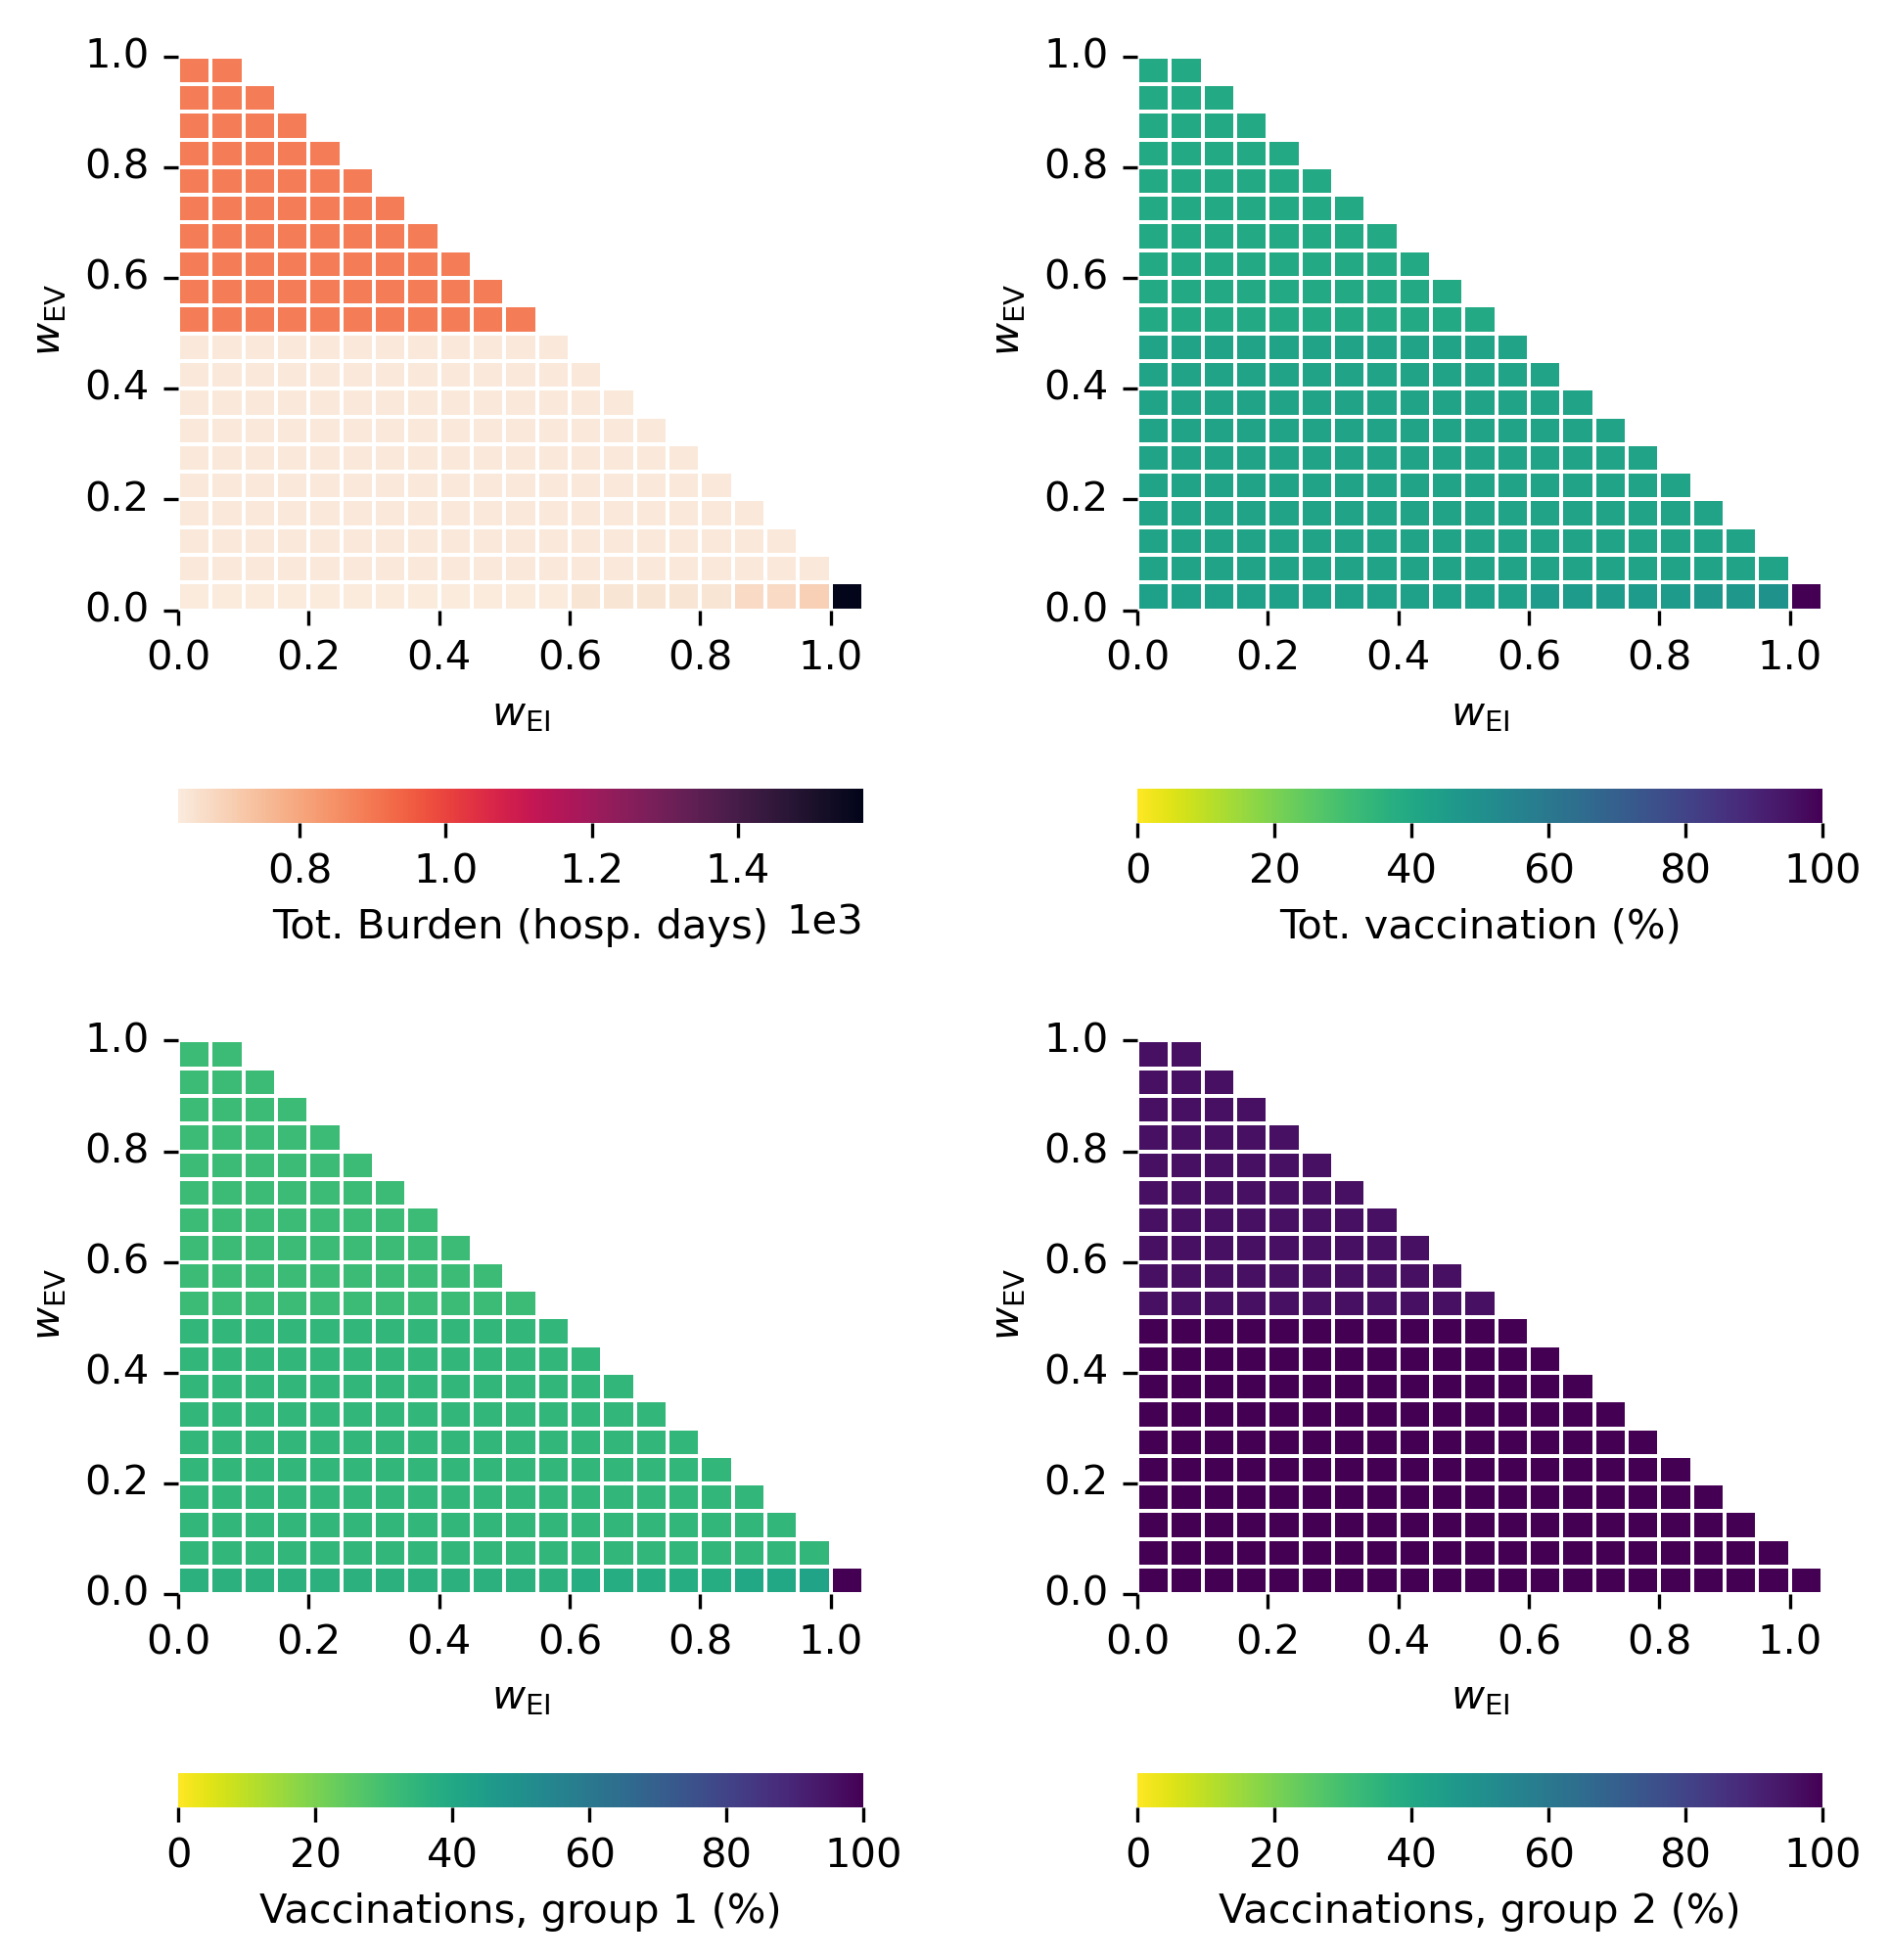 1.0
0.8
0.6
0.4
0.2
0.0
w_EV
0.0 0.2 0.4 0.6 0.8 1.0
w_EI
0.8 1.0 1.2 1.4
Tot. Burden (hosp. days) 1e3
1.0
0.8
0.6
0.4
0.2
0.0
w_EV
0.0 0.2 0.4 0.6 0.8 1.0
w_EI
0 20 40 60 80 100
Tot. vaccination (%)
1.0
0.8
0.6
0.4
0.2
0.0
w_EV
0.0 0.2 0.4 0.6 0.8 1.0
w_EI
0 20 40 60 80 100
Vaccinations, group 1 (%)
1.0
0.8
0.6
0.4
0.2
0.0
w_EV
0.0 0.2 0.4 0.6 0.8 1.0
w_EI
0 20 40 60 80 100
Vaccinations, group 2 (%)